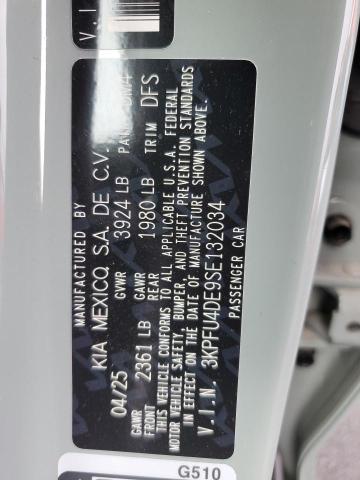 V.I.
MANUFACTURED BY
KIA MEXICO, S.A. DE C.V.
04/25 GVWR 3924 LB PAINT
GAWR FRONT 2361 LB GAWR REAR 1980 LB TRIM DFS
THIS VEHICLE CONFORMS TO ALL APPLICABLE U.S.A. FEDERAL
MOTOR VEHICLE SAFETY, BUMPER, AND THEFT PREVENTION STANDARDS
IN EFFECT ON THE DATE OF MANUFACTURE SHOWN ABOVE.
V.I.N. 3KPFU4DE9SE132034
PASSENGER CAR
G510